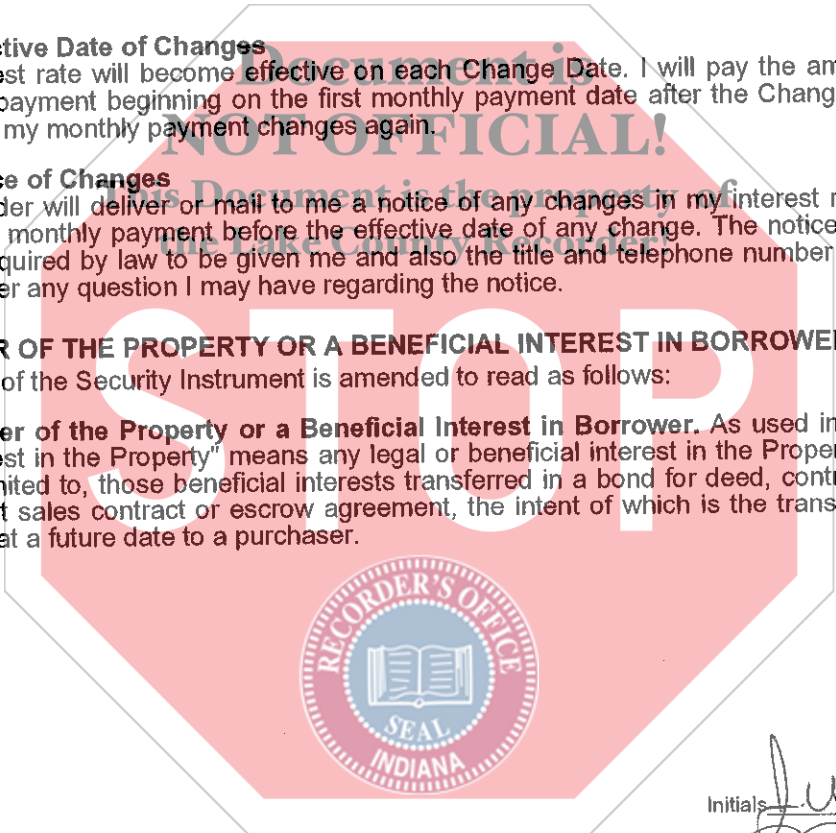 ctive Date of Changes
est rate will become effective on each Change Date. I will pay the am
payment beginning on the first monthly payment date after the Chang
my monthly payment changes again.
ce of Changes
der will deliver or mail to me a notice of any changes in my interest r
monthly payment before the effective date of any change. The notice
quired by law to be given me and also the title and telephone number
er any question I may have regarding the notice.
R OF THE PROPERTY OR A BENEFICIAL INTEREST IN BORROWE
of the Security Instrument is amended to read as follows:
er of the Property or a Beneficial Interest in Borrower. As used in
est in the Property" means any legal or beneficial interest in the Proper
nited to, those beneficial interests transferred in a bond for deed, contr
t sales contract or escrow agreement, the intent of which is the trans
at a future date to a purchaser.
Document is
NOT OFFICIAL!
This Document is the property of
the Lake County Recorder!
STOP
RECORDER'S OFFICE
SEAL
INDIANA
Initials